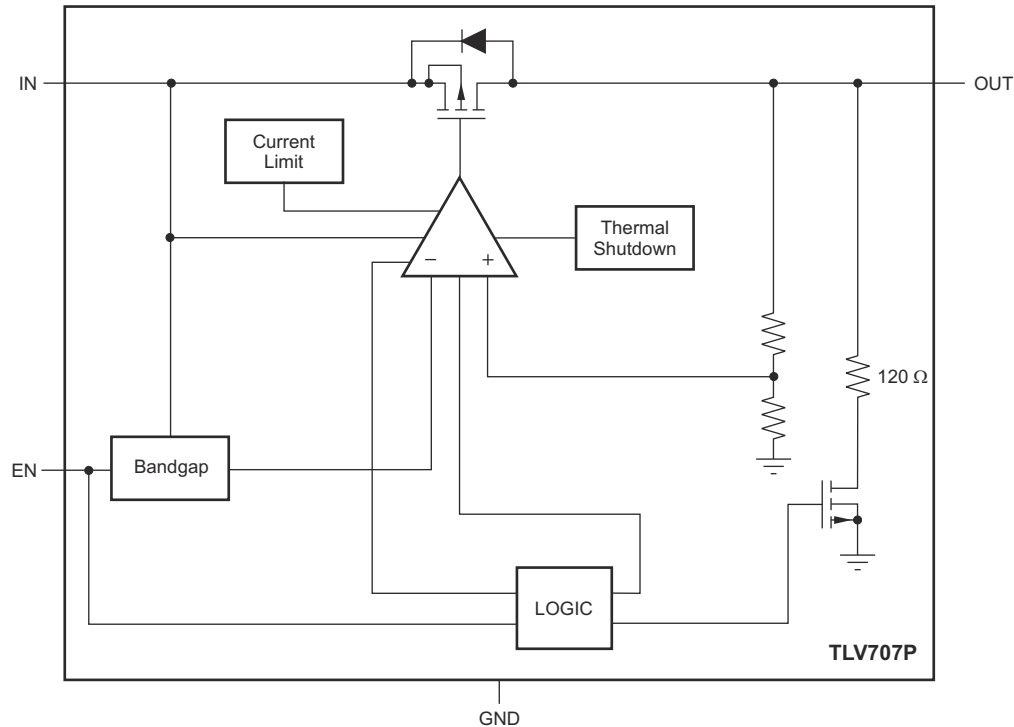 IN
OUT
Current
Limit
Thermal
Shutdown
−
+
120 Ω
EN
Bandgap
LOGIC
TLV707P
GND